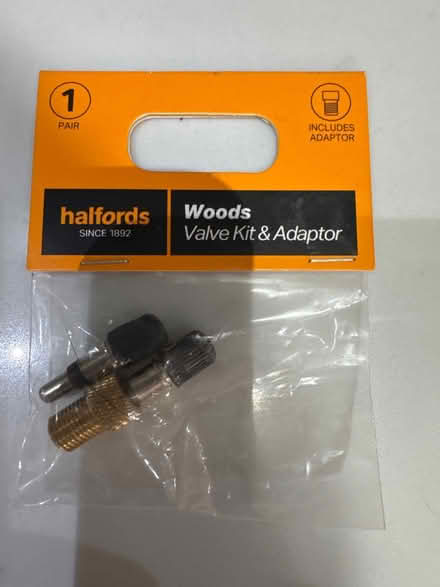 1
PAIR
INCLUDES
ADAPTOR
halfords
SINCE 1892
Woods
Valve Kit & Adaptor